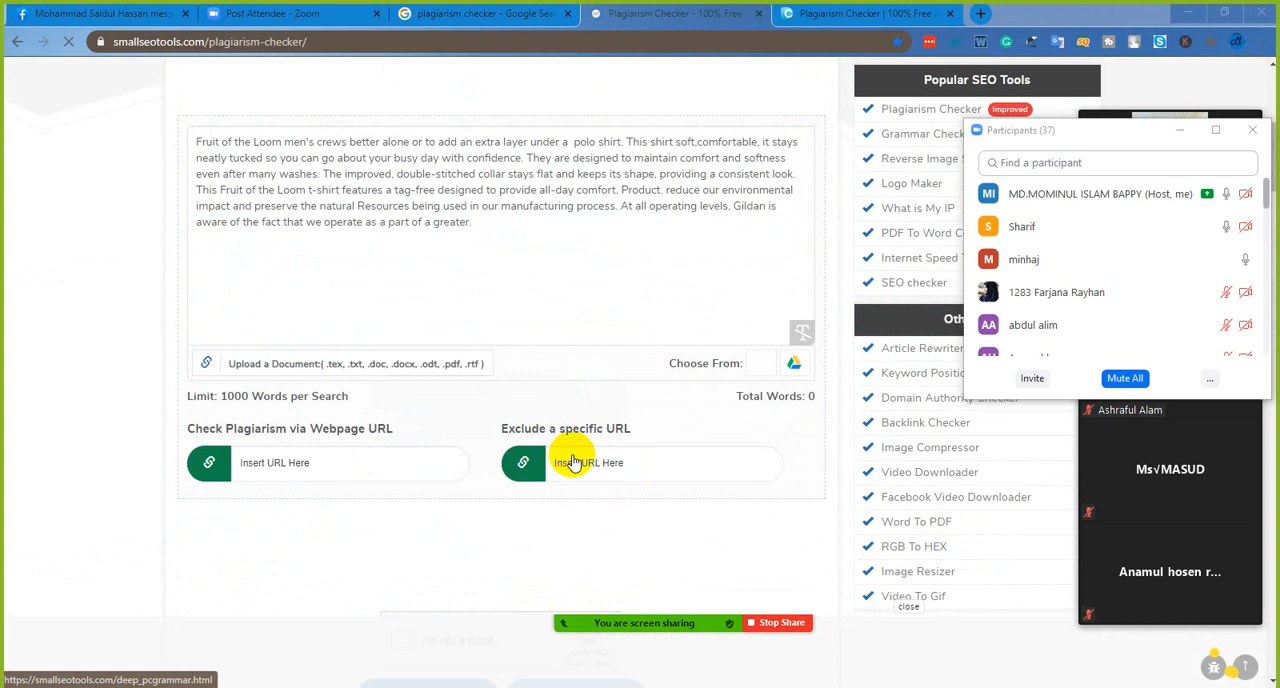 Mohammad Saidul Hassan mess
Post Attendee - Zoom
plagiarism checker - Google Sea
Plagiarism Checker - 100% Free
Plagiarism Checker | 100% Free
smallseotools.com/plagiarism-checker/
Fruit of the Loom men's crews better alone or to add an extra layer under a polo shirt. This shirt soft,comfortable, it stays
neatly tucked so you can go about your busy day with confidence. They are designed to maintain comfort and softness
even after many washes. The improved, double-stitched collar stays flat and keeps its shape, providing a consistent look.
This Fruit of the Loom t-shirt features a tag-free designed to provide all-day comfort. Product. reduce our environmental
impact and preserve the natural Resources being used in our manufacturing process. At all operating levels, Gildan is
aware of the fact that we operate as a part of a greater.
Upload a Document:( .tex, .txt, .doc, .docx, .odt, .pdf, .rtf )
Choose From:
Limit: 1000 Words per Search
Total Words: 0
Check Plagiarism via Webpage URL
Exclude a specific URL
Insert URL Here
Insert URL Here
I'm not a robot
You are screen sharing
Stop Share
https://smallseotools.com/deep_pcgrammar.html
Popular SEO Tools
Plagiarism Checker Improved
Grammar Check
Reverse Image S
Logo Maker
What is My IP
PDF To Word Co
Internet Speed T
SEO checker
Oth
Article Rewriter
Keyword Positio
Domain Authority Checker
Backlink Checker
Image Compressor
Video Downloader
Facebook Video Downloader
Word To PDF
RGB To HEX
Image Resizer
Video To Gif
close
Participants (37)
Find a participant
MI MD.MOMINUL ISLAM BAPPY (Host, me)
S Sharif
M minhaj
1283 Farjana Rayhan
AA abdul alim
Invite
Mute All
...
Ashraful Alam
Ms√MASUD
Anamul hosen r...